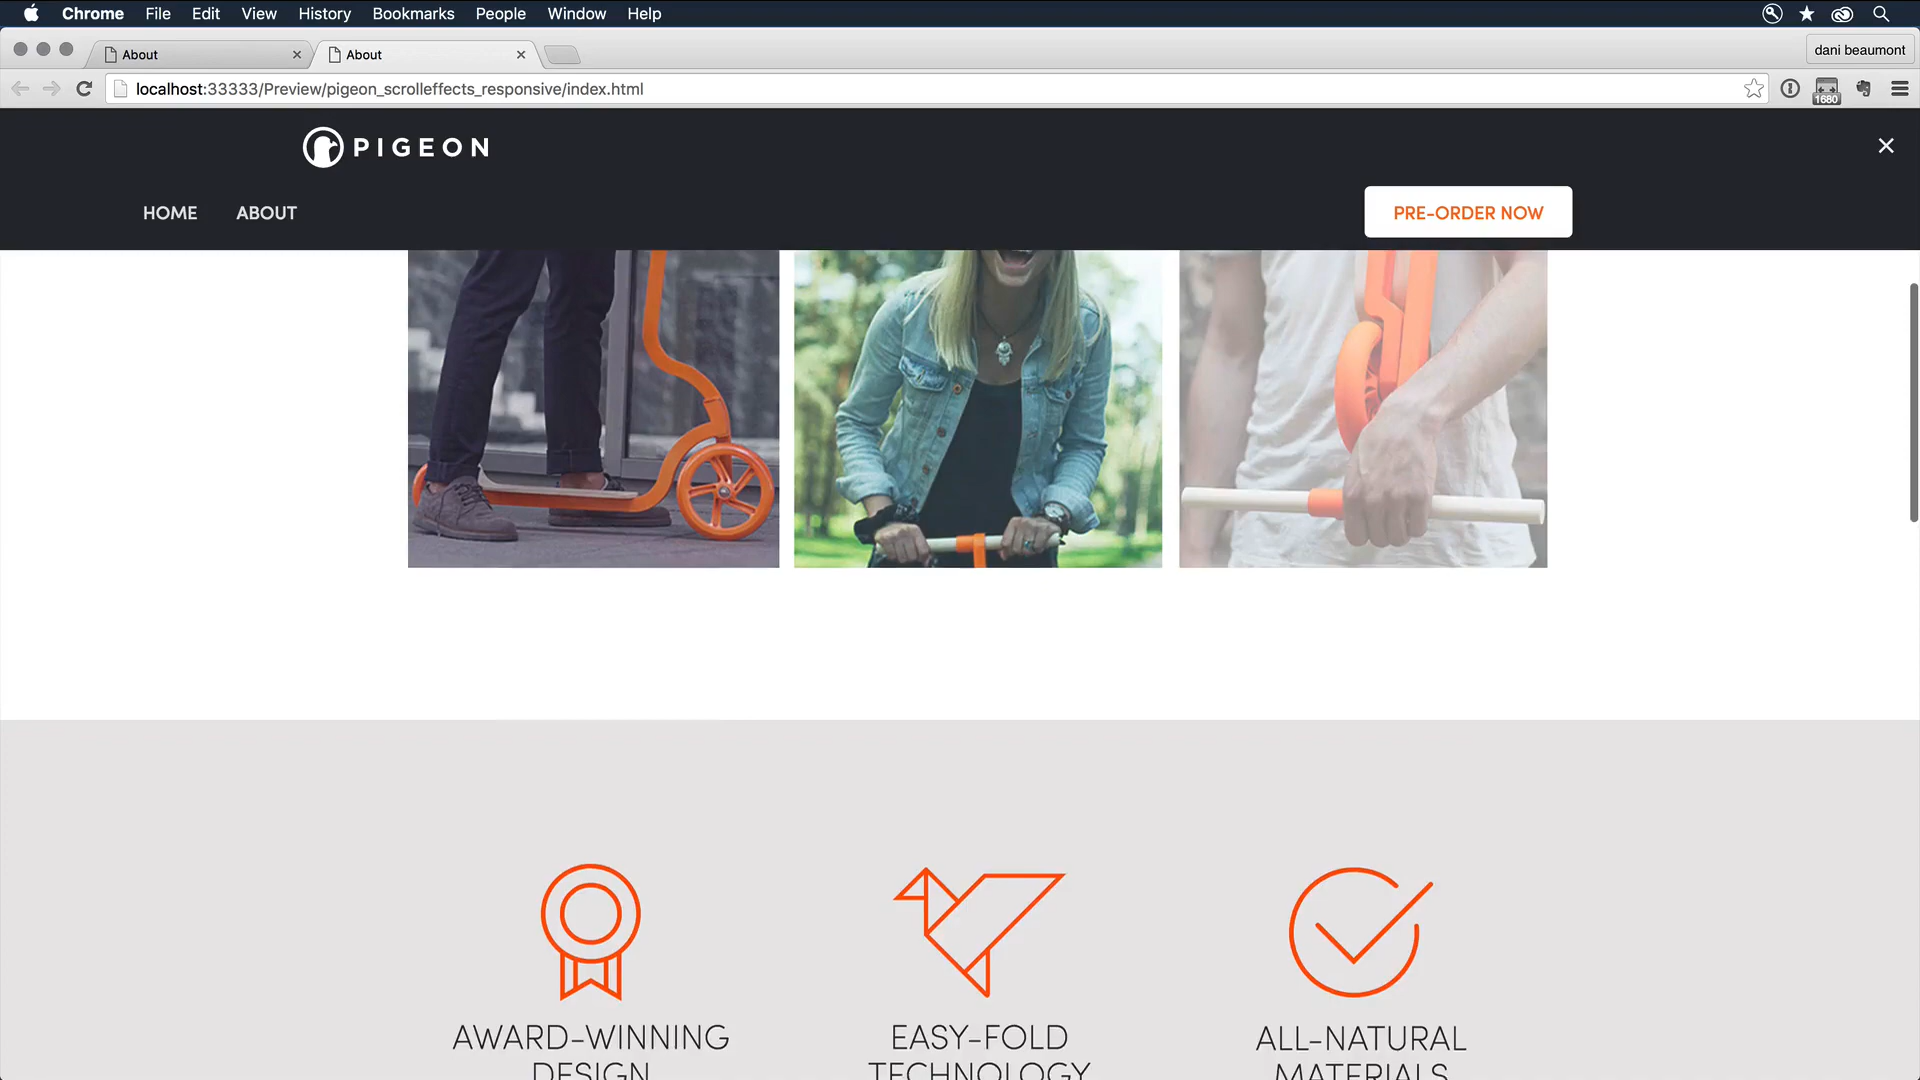 Chrome File Edit View History Bookmarks People Window Help
About About dani beaumont
localhost:33333/Preview/pigeon_scrolleffects_responsive/index.html 1680
PIGEON
HOME ABOUT PRE-ORDER NOW
AWARD-WINNING
DESIGN
EASY-FOLD
TECHNOLOGY
ALL-NATURAL
MATERIALS